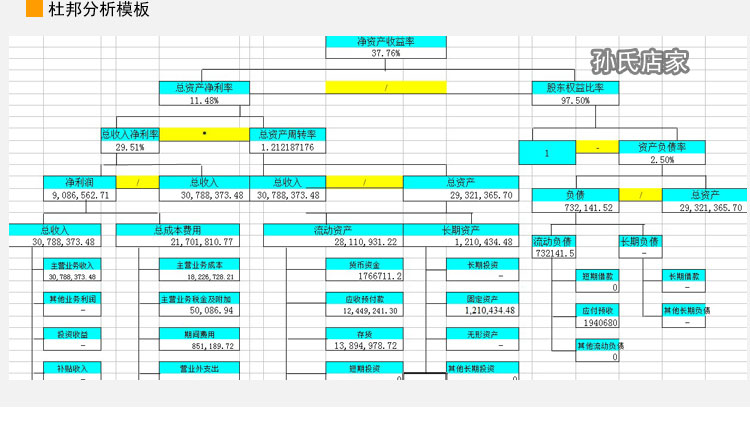 杜邦分析模板
孙氏店家
净资产收益率
37.76%
总资产净利率 / 股东权益比率
11.48% 97.50%
总收入净利率 * 总资产周转率
29.51% 1.212187176
1 - 资产负债率
2.50%
净利润 / 总收入 总收入 / 总资产
9,086,562.71 30,788,373.48 30,788,373.48 29,321,365.70
负债 / 总资产
732,141.52 29,321,365.70
总收入 总成本费用 流动资产 长期资产
30,788,373.48 21,701,810.77 28,110,931.22 1,210,434.48
流动负债 长期负债
732141.5 -
主营业务收入 主营业务成本 货币资金 长期投资
30,788,373.48 18,226,728.21 1766711.2 -
短期借款 长期借款
0 -
其他业务利润 主营业务税金及附加 应收预付款 固定资产
- 50,086.94 12,449,241.30 1,210,434.48
应付预收 其他长期负债
1940680 -
投资收益 期间费用 存货 无形资产
- 851,189.72 13,894,978.72 -
其他流动负债
0
补贴收入 营业外支出 短期投资 其他长期投资
- 0 0